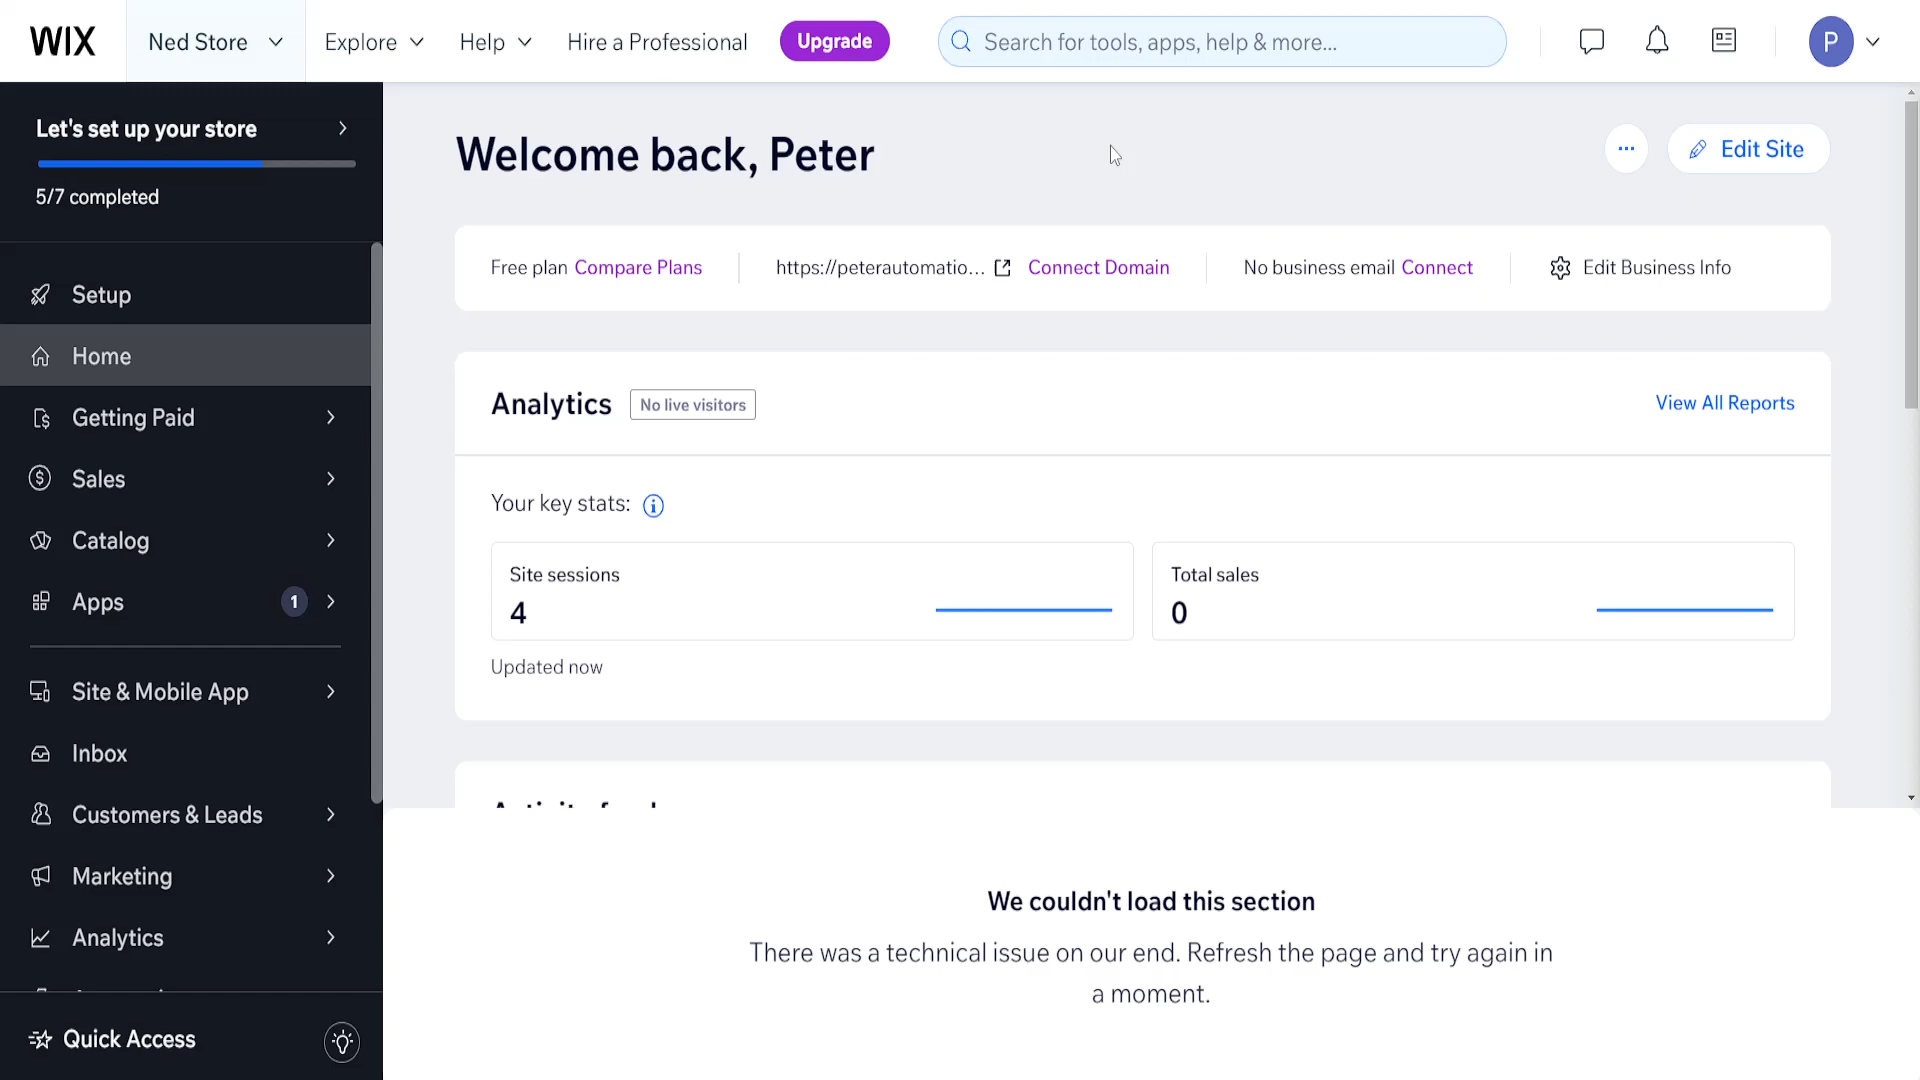 WIX
Ned Store
Explore
Help
Hire a Professional
Upgrade
Search for tools, apps, help & more...
P
Let's set up your store
5/7 completed
Setup
Home
Getting Paid
Sales
Catalog
Apps
1
Site & Mobile App
Inbox
Customers & Leads
Marketing
Analytics
Quick Access
Welcome back, Peter
Edit Site
Free plan Compare Plans
https://peterautomatio... Connect Domain
No business email Connect
Edit Business Info
Analytics
No live visitors
View All Reports
Your key stats:
Site sessions
4
Total sales
0
Updated now
We couldn't load this section
There was a technical issue on our end. Refresh the page and try again in
a moment.